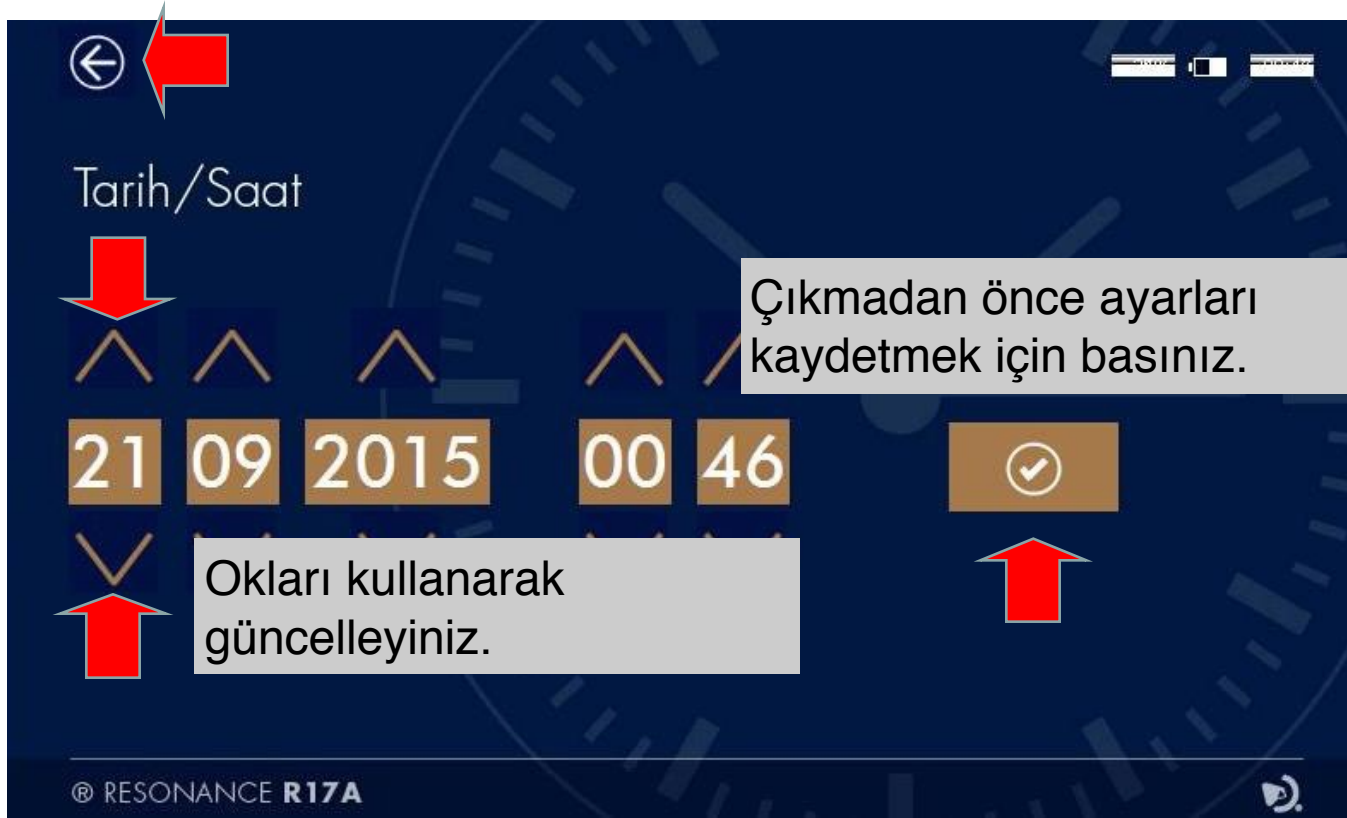 Tarih/Saat
Çıkmadan önce ayarları
kaydetmek için basınız.
21 09 2015 00 46
Okları kullanarak
güncelleyiniz.
® RESONANCE R17A